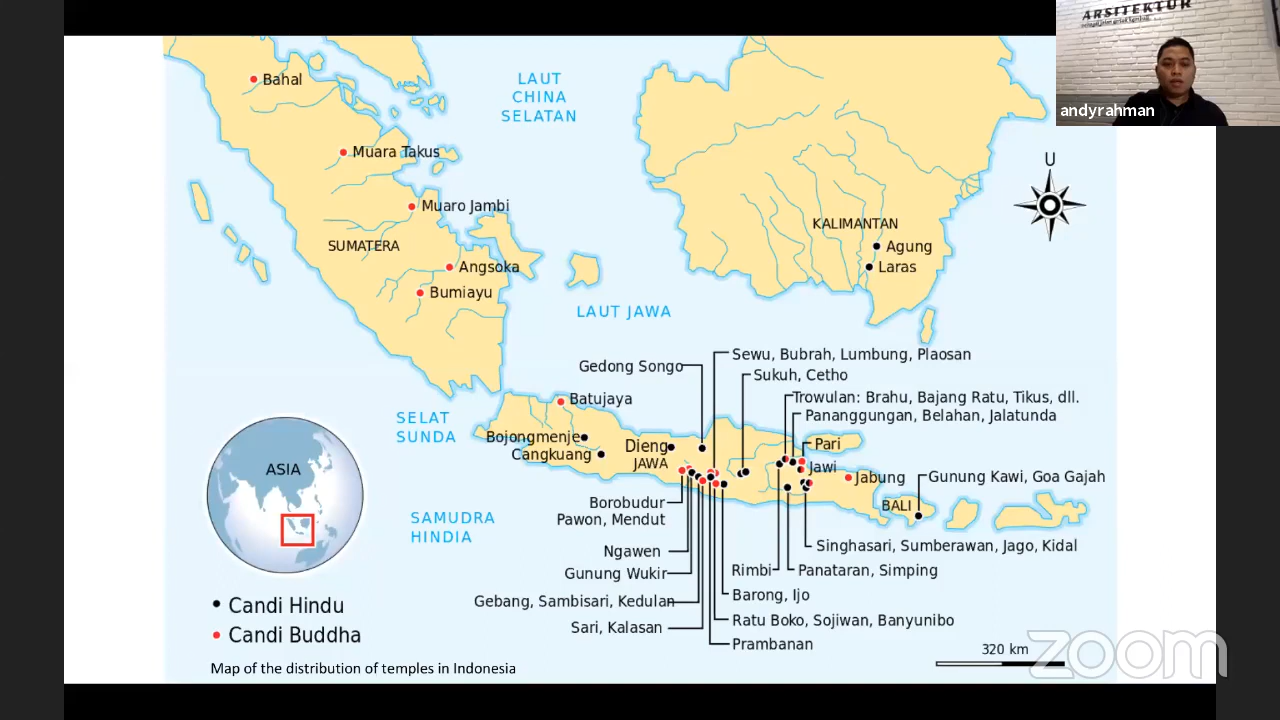 ARSITEKTUR
andyrahman
Bahal
LAUT
CHINA
SELATAN
Muara Takus
U
Muaro Jambi
SUMATERA
KALIMANTAN
Agung
Angsoka
Laras
Bumiayu
LAUT JAWA
Sewu, Bubrah, Lumbung, Plaosan
Gedong Songo
Sukuh, Cetho
Batujaya
Trowulan: Brahu, Bajang Ratu, Tikus, dll.
SELAT
SUNDA
Pananggungan, Belahan, Jalatunda
Bojongmenje
Dieng
Pari
Cangkuang
JAWA
Jawi
ASIA
Jabung
Gunung Kawi, Goa Gajah
Borobudur
Pawon, Mendut
BALI
SAMUDRA
HINDIA
Singhasari, Sumberawan, Jago, Kidal
Ngawen
Gunung Wukir
Rimbi
Panataran, Simping
Gebang, Sambisari, Kedulan
Barong, Ijo
Candi Hindu
Sari, Kalasan
Ratu Boko, Sojiwan, Banyunibo
Candi Buddha
Prambanan
320 km
zoom
Map of the distribution of temples in Indonesia